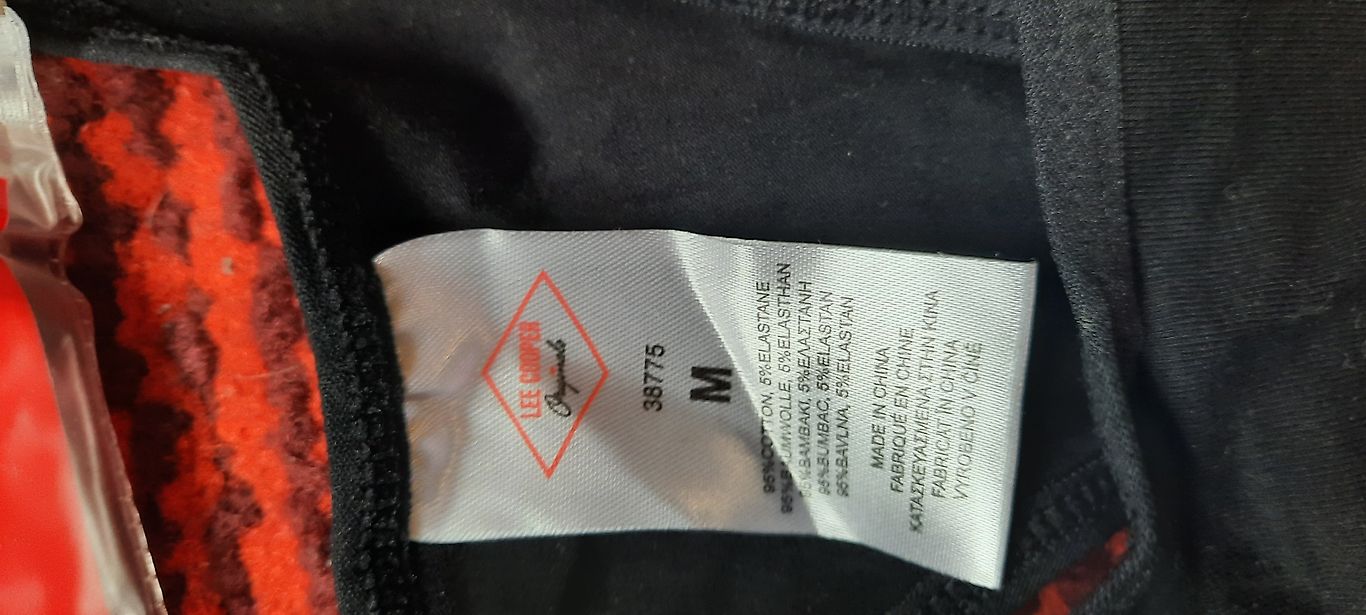 LEE COOPER
Originals
38775
M
95%COTTON, 5%ELASTANE
95%BAUMWOLLE, 5%ELASTHAN
95%ΒΑΜΒΑΚΙ, 5%ΕΛΑΣΤΑΝΗ
95%BUMBAC, 5%ELASTAN
95%BAVLNA, 5%ELASTAN
MADE IN CHINA
FABRIQUÉ EN CHINE
ΚΑΤΑΣΚΕΥΑΣΜΕΝΑ ΣΤΗΝ ΚΙΝΑ
FABRICAT ÎN CHINA
VYROBENO V ČÍNĚ